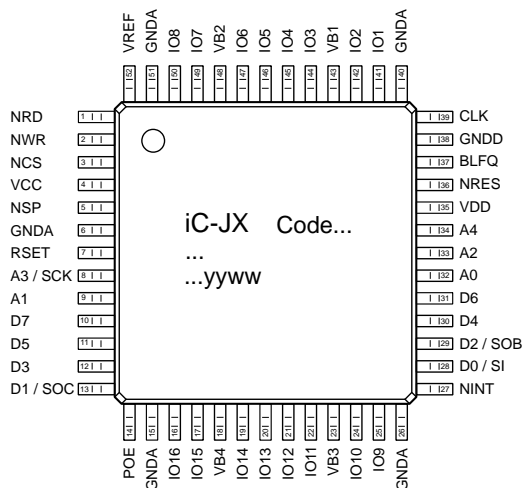 VREF
GNDA
IO8
IO7
VB2
IO6
IO5
IO4
IO3
VB1
IO2
IO1
GNDA
52
51
50
49
48
47
46
45
44
43
42
41
40
NRD 1
NWR 2
NCS 3
VCC 4
NSP 5
GNDA 6
RSET 7
A3 / SCK 8
A1 9
D7 10
D5 11
D3 12
D1 / SOC 13
iC-JX Code...
...
...yyww
39 CLK
38 GNDD
37 BLFQ
36 NRES
35 VDD
34 A4
33 A2
32 A0
31 D6
30 D4
29 D2 / SOB
28 D0 / SI
27 NINT
14
15
16
17
18
19
20
21
22
23
24
25
26
POE
GNDA
IO16
IO15
VB4
IO14
IO13
IO12
IO11
VB3
IO10
IO9
GNDA